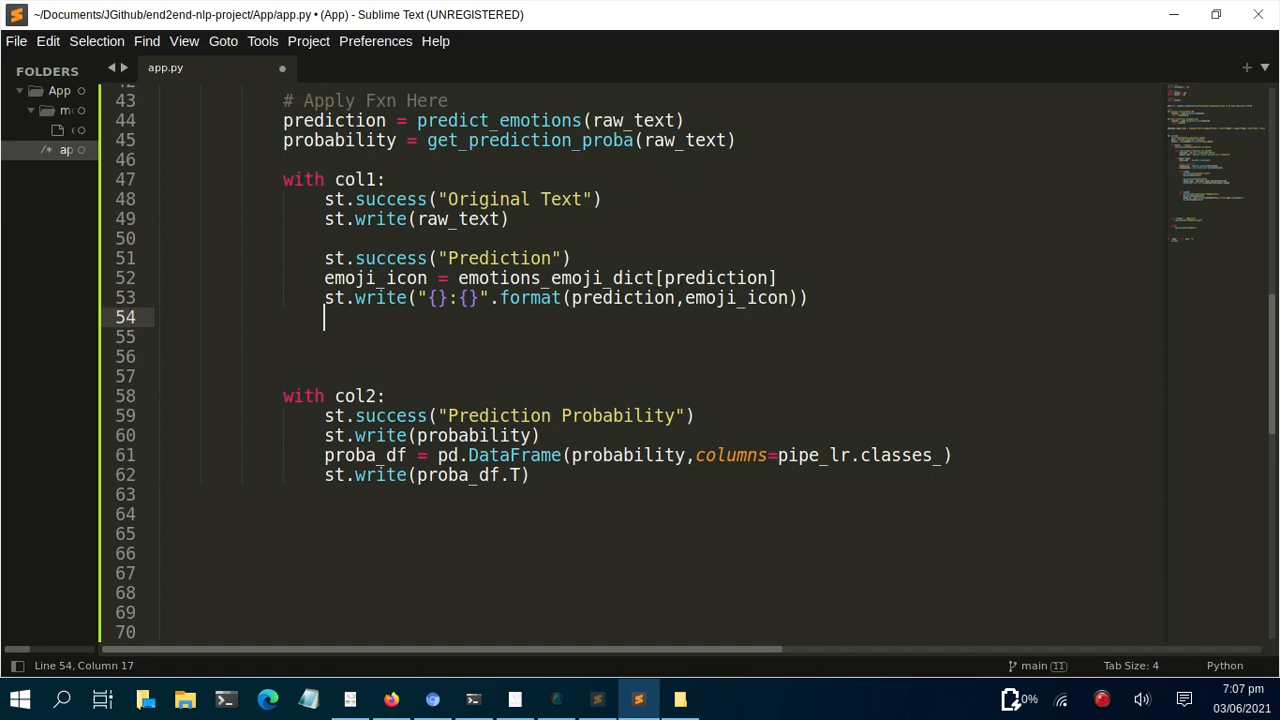 ~/Documents/JGithub/end2end-nlp-project/App/app.py • (App) - Sublime Text (UNREGISTERED)
File Edit Selection Find View Goto Tools Project Preferences Help
FOLDERS
app.py
App
ap
43 # Apply Fxn Here
44 prediction = predict_emotions(raw_text)
45 probability = get_prediction_proba(raw_text)
46
47 with col1:
48 st.success("Original Text")
49 st.write(raw_text)
50
51 st.success("Prediction")
52 emoji_icon = emotions_emoji_dict[prediction]
53 st.write("{}:{}".format(prediction,emoji_icon))
54
55
56
57
58 with col2:
59 st.success("Prediction Probability")
60 st.write(probability)
61 proba_df = pd.DataFrame(probability,columns=pipe_lr.classes_)
62 st.write(proba_df.T)
63
64
65
66
67
68
69
70
Line 54, Column 17
main 11
Tab Size: 4
Python
0%
7:07 pm
03/06/2021